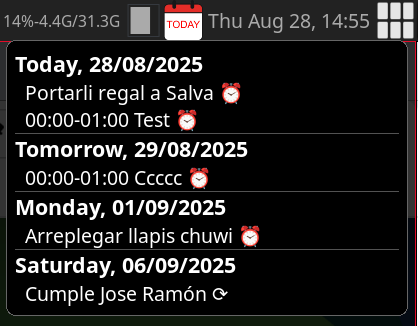 14%-4.4G/31.3G TODAY Thu Aug 28, 14:55
Today, 28/08/2025
Portarli regal a Salva ⏰
00:00-01:00 Test ⏰
Tomorrow, 29/08/2025
00:00-01:00 Ccccc ⏰
Monday, 01/09/2025
Arreplegar llapis chuwi ⏰
Saturday, 06/09/2025
Cumple Jose Ramón ⟳